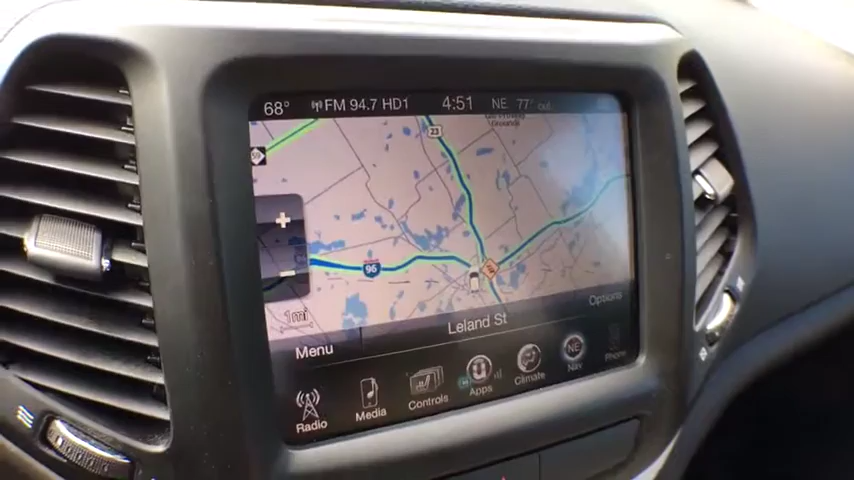 68° FM 94.7 HD1 4:51 NE 77° out
23
59
+
96
1mi
Options
Leland St
Menu
Radio
Media
Controls
Apps
Climate
NE
Nav
Phone